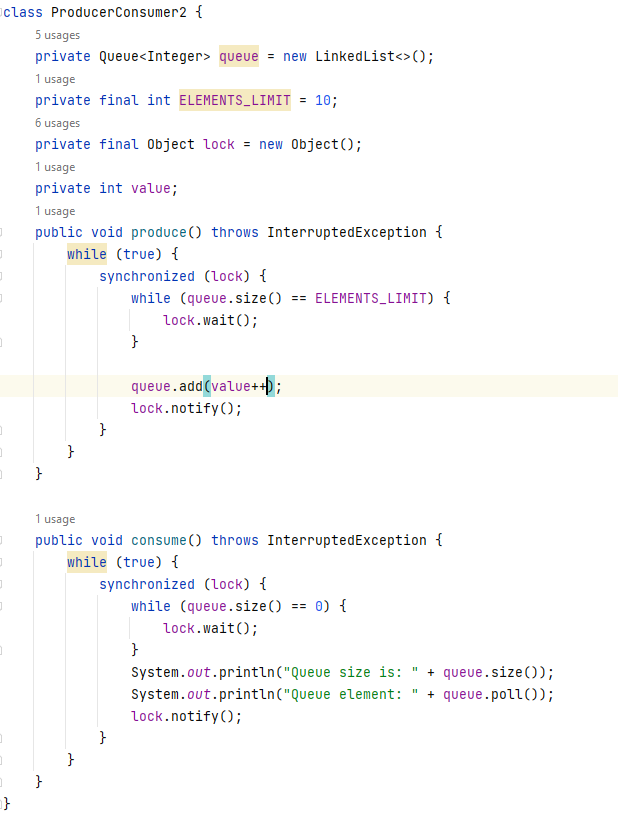 class ProducerConsumer2 {
5 usages
private Queue<Integer> queue = new LinkedList<>();
1 usage
private final int ELEMENTS_LIMIT = 10;
6 usages
private final Object lock = new Object();
1 usage
private int value;
1 usage
public void produce() throws InterruptedException {
while (true) {
synchronized (lock) {
while (queue.size() == ELEMENTS_LIMIT) {
lock.wait();
}
queue.add(value++);
lock.notify();
}
}
}
1 usage
public void consume() throws InterruptedException {
while (true) {
synchronized (lock) {
while (queue.size() == 0) {
lock.wait();
}
System.out.println("Queue size is: " + queue.size());
System.out.println("Queue element: " + queue.poll());
lock.notify();
}
}
}
}